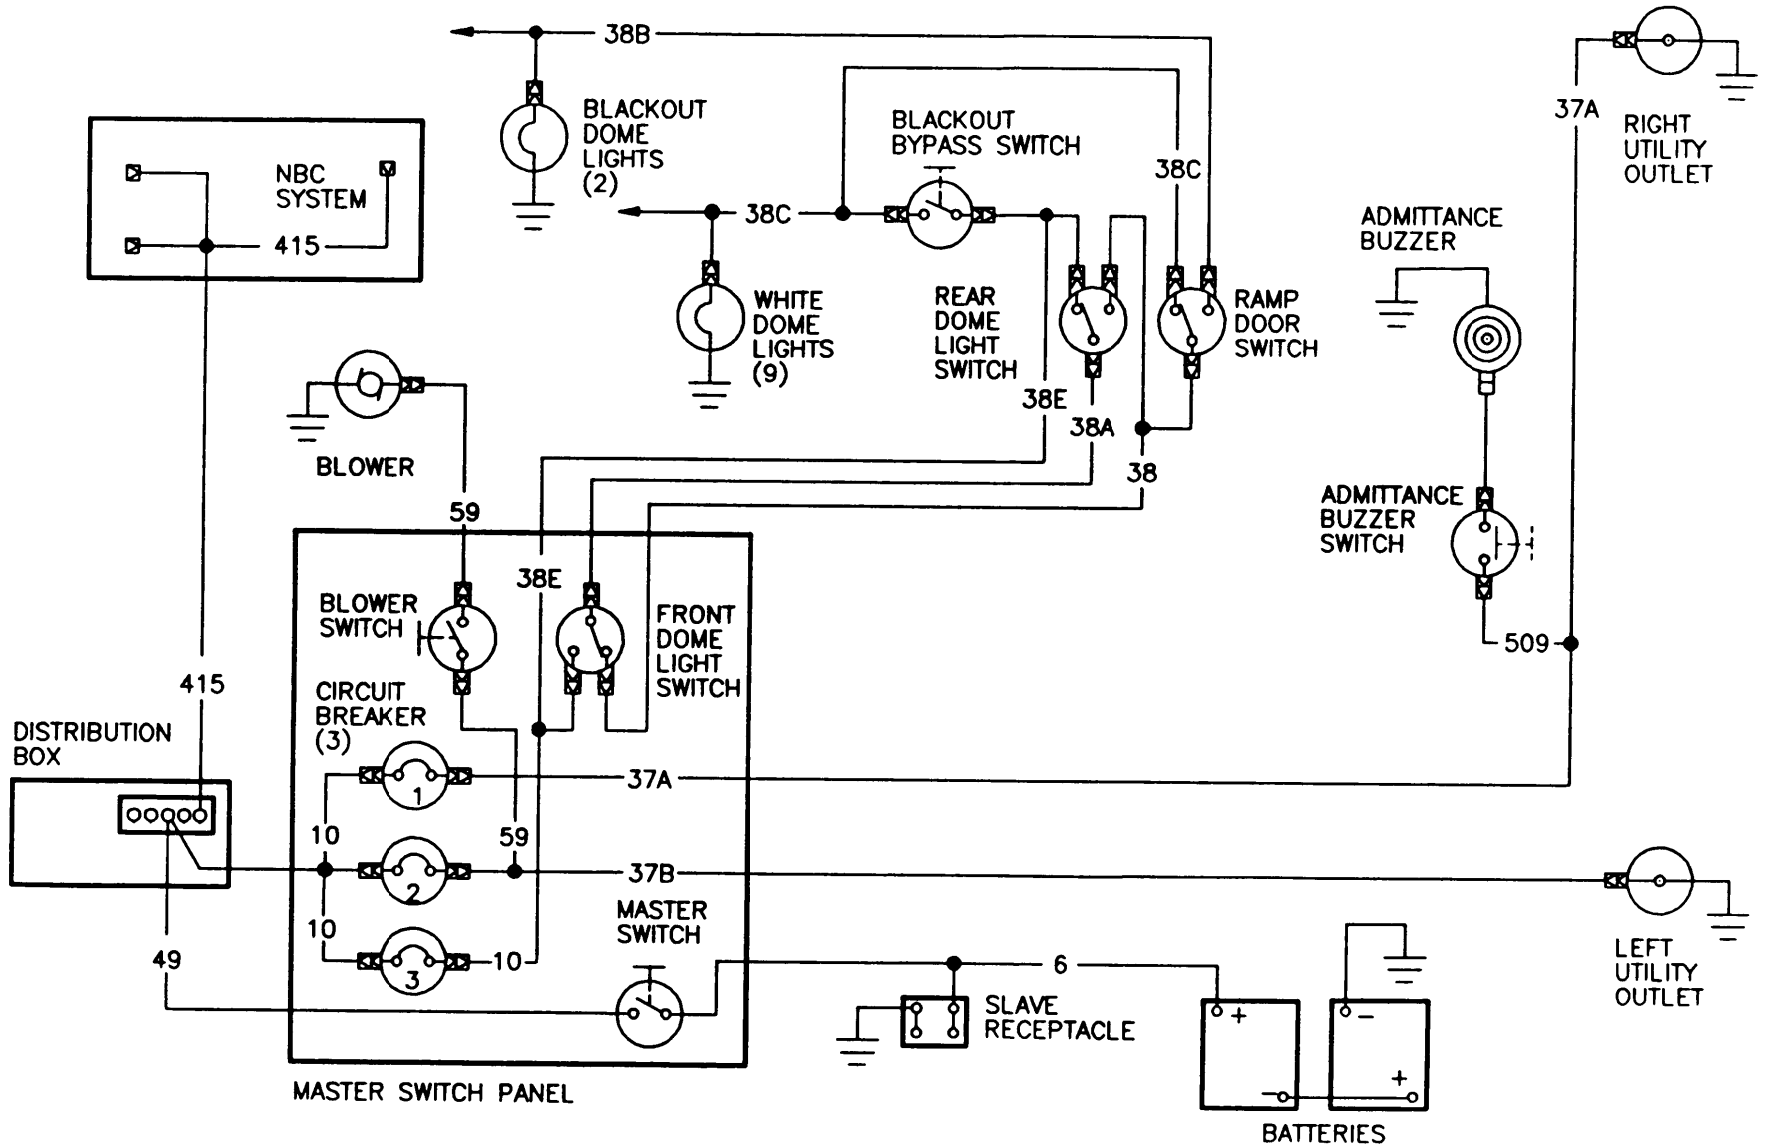 38B
37A
BLACKOUT
DOME
LIGHTS
(2)
BLACKOUT
BYPASS SWITCH
RIGHT
UTILITY
OUTLET
38C
NBC
SYSTEM
415
38C
ADMITTANCE
BUZZER
WHITE
DOME
LIGHTS
(9)
REAR
DOME
LIGHT
SWITCH
RAMP
DOOR
SWITCH
38E
38A
38
BLOWER
59
ADMITTANCE
BUZZER
SWITCH
38E
BLOWER
SWITCH
FRONT
DOME
LIGHT
SWITCH
509
415
CIRCUIT
BREAKER
(3)
DISTRIBUTION
BOX
1
37A
10
59
2
37B
10
MASTER
SWITCH
49
3
10
6
LEFT
UTILITY
OUTLET
SLAVE
RECEPTACLE
+
-
-
+
MASTER SWITCH PANEL
BATTERIES